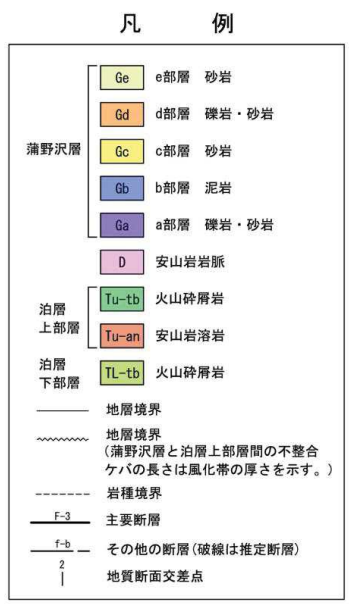 凡　例
蒲野沢層
Ge e部層 砂岩
Gd d部層 礫岩・砂岩
Gc c部層 砂岩
Gb b部層 泥岩
Ga a部層 礫岩・砂岩
D 安山岩岩脈
泊層
上部層
Tu-tb 火山砕屑岩
Tu-an 安山岩溶岩
泊層
下部層
TL-tb 火山砕屑岩
地層境界
地層境界
(蒲野沢層と泊層上部層間の不整合
ケバの長さは風化帯の厚さを示す。)
岩種境界
F-3 主要断層
f-b その他の断層(破線は推定断層)
2 地質断面交差点